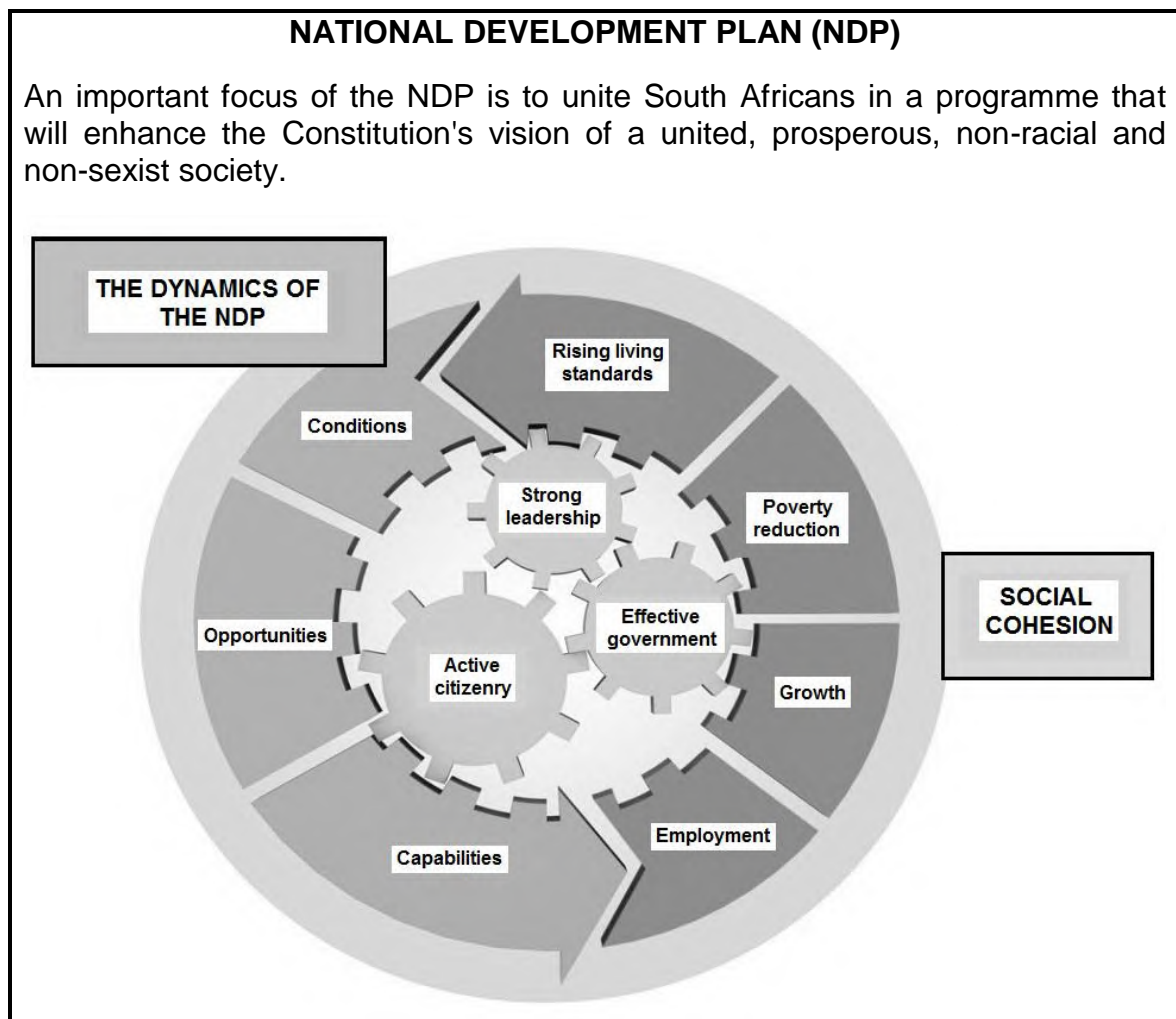 NATIONAL DEVELOPMENT PLAN (NDP)
An important focus of the NDP is to unite South Africans in a programme that
will enhance the Constitution's vision of a united, prosperous, non-racial and
non-sexist society.
THE DYNAMICS OF
THE NDP
Rising living
standards
Conditions
Strong
leadership
Poverty
reduction
SOCIAL
COHESION
Opportunities
Effective
government
Active
citizenry
Growth
Employment
Capabilities